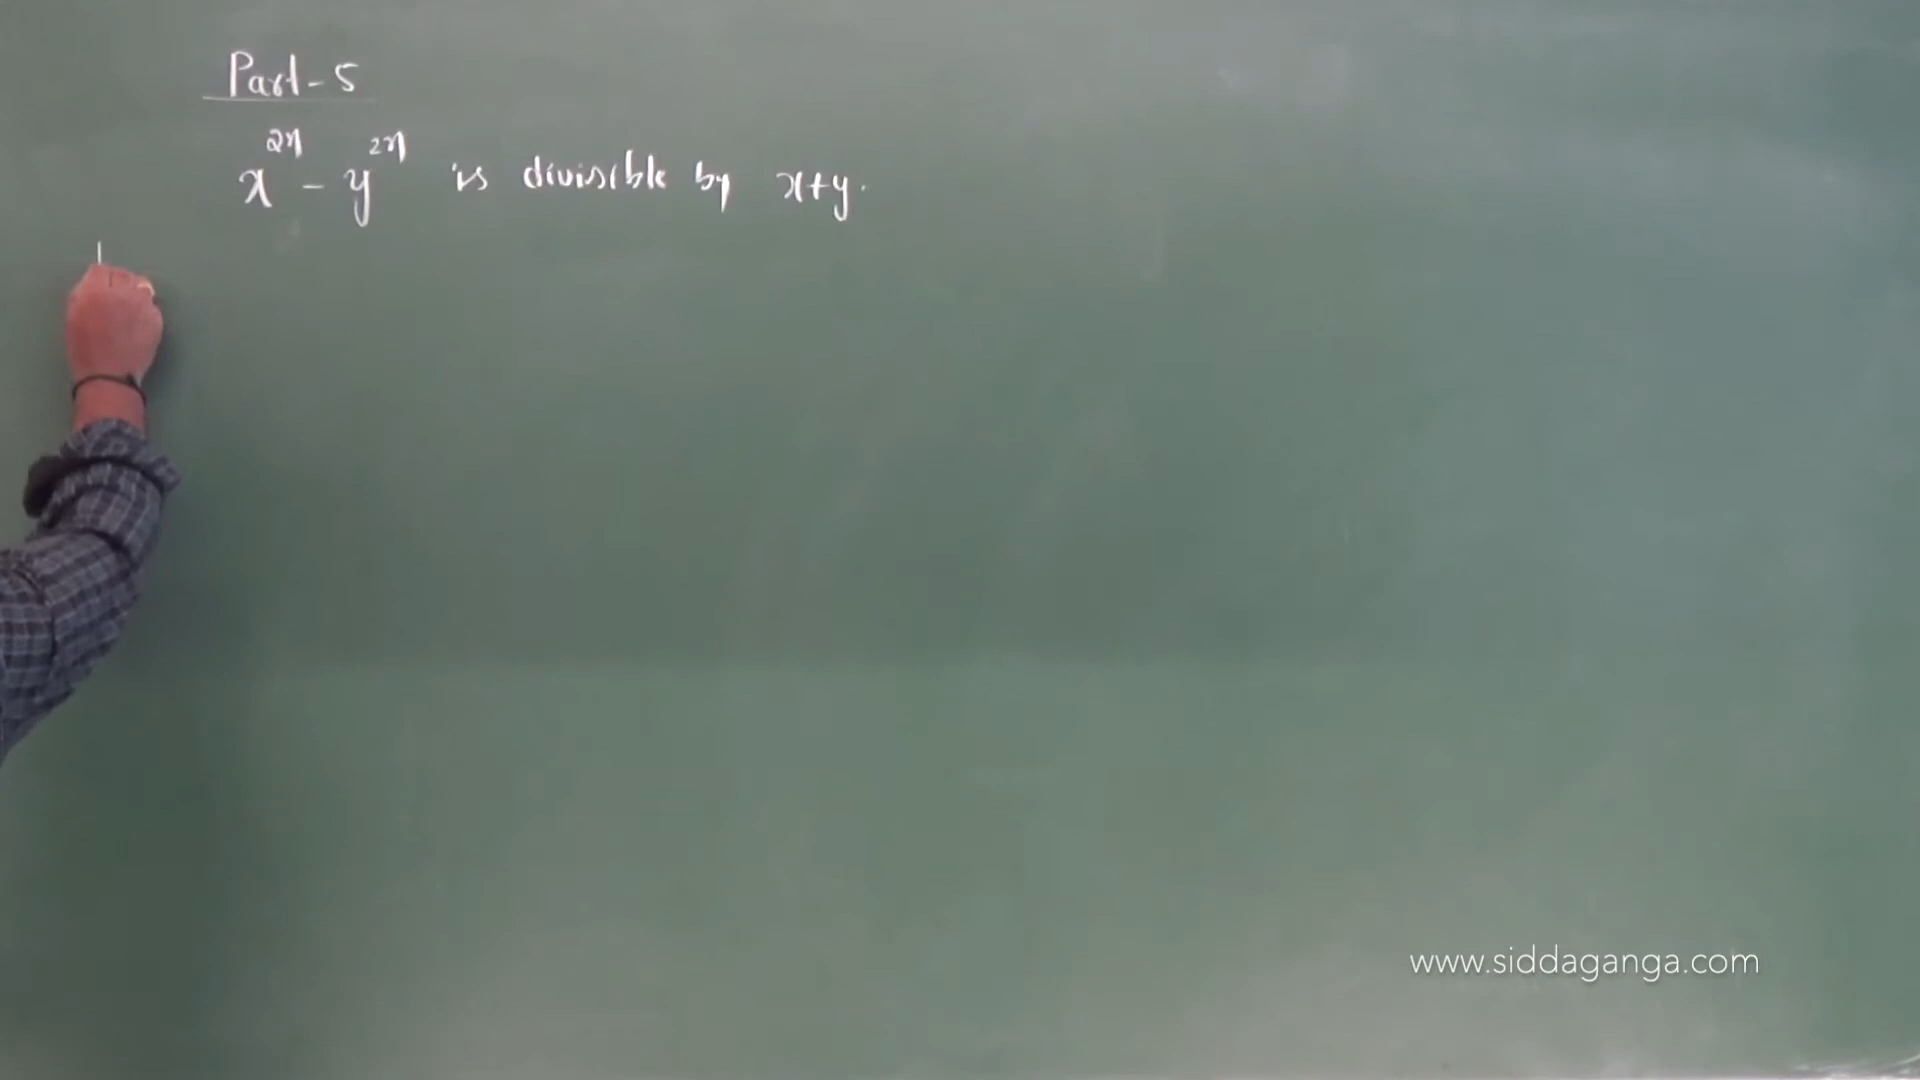 Part-5
x^{2n} - y^{2n} is divisible by x+y.
www.siddaganga.com